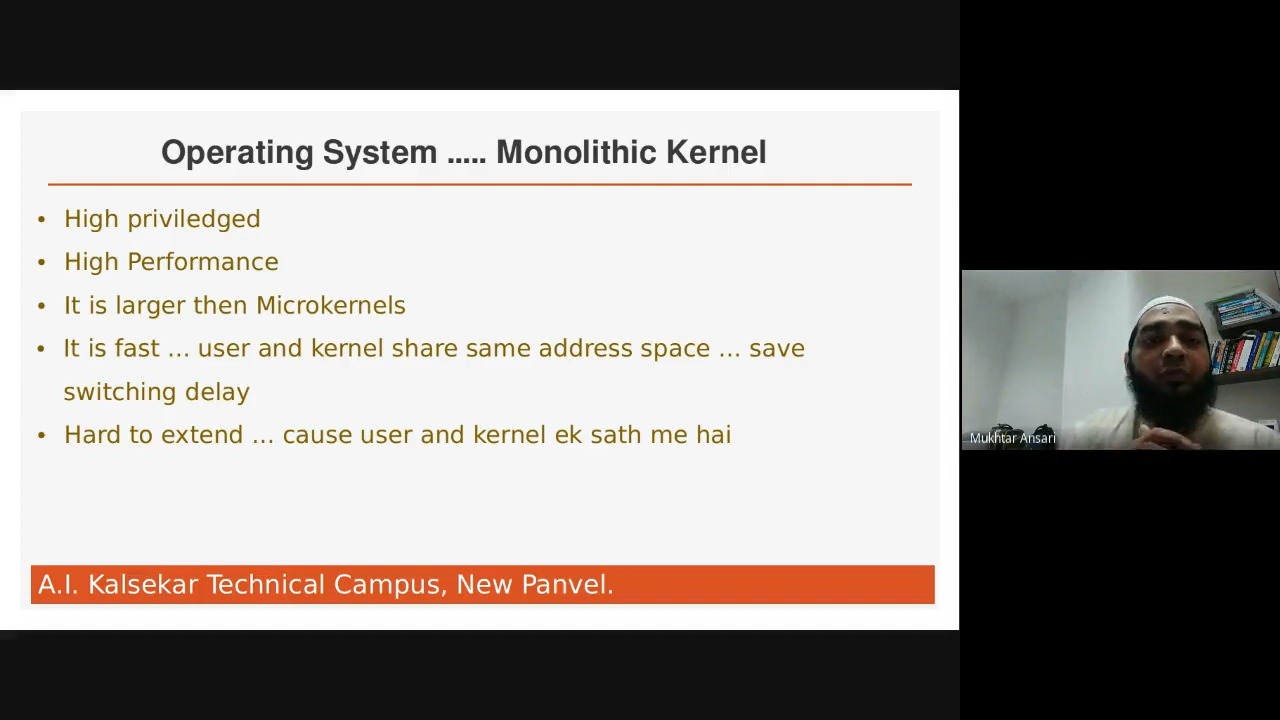 Operating System ..... Monolithic Kernel
• High priviledged
• High Performance
• It is larger then Microkernels
• It is fast ... user and kernel share same address space ... save
switching delay
• Hard to extend ... cause user and kernel ek sath me hai
A.I. Kalsekar Technical Campus, New Panvel.
Mukhtar Ansari